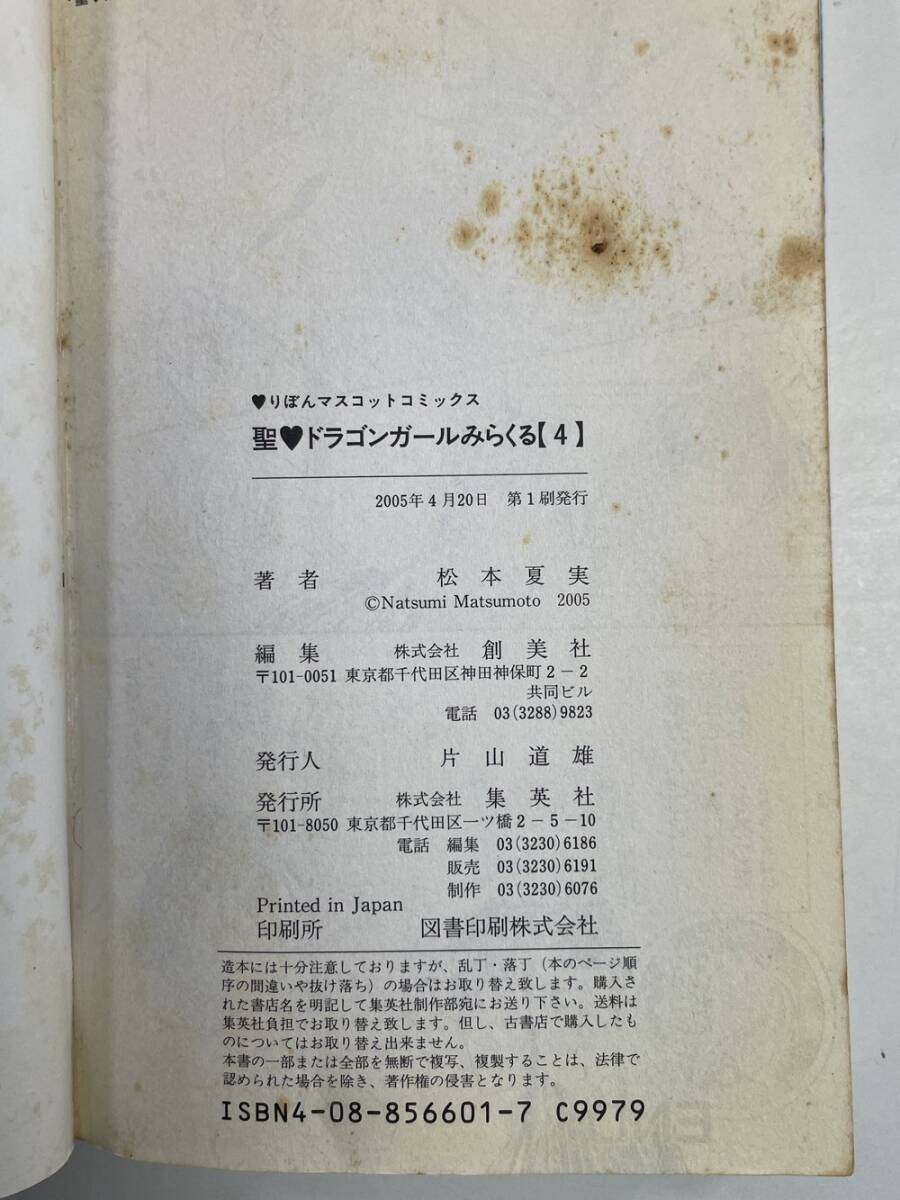 ♥りぼんマスコットコミックス
聖♥ドラゴンガールみらくる【4】
2005年4月20日 第1刷発行
著者 松本夏実
©Natsumi Matsumoto 2005
編集 株式会社 創美社
〒101-0051 東京都千代田区神田神保町2－2
共同ビル
電話 03(3288)9823
発行人 片山道雄
発行所 株式会社 集英社
〒101-8050 東京都千代田区一ツ橋2－5－10
電話 編集 03(3230)6186
販売 03(3230)6191
制作 03(3230)6076
Printed in Japan
印刷所 図書印刷株式会社
造本には十分注意しておりますが、乱丁・落丁（本のページ順
序の間違いや抜け落ち）の場合はお取り替え致します。購入さ
れた書店名を明記して集英社制作部宛にお送り下さい。送料は
集英社負担でお取り替え致します。但し、古書店で購入したも
のについてはお取り替え出来ません。
本書の一部または全部を無断で複写、複製することは、法律で
認められた場合を除き、著作権の侵害となります。
ISBN4-08-856601-7 C9979